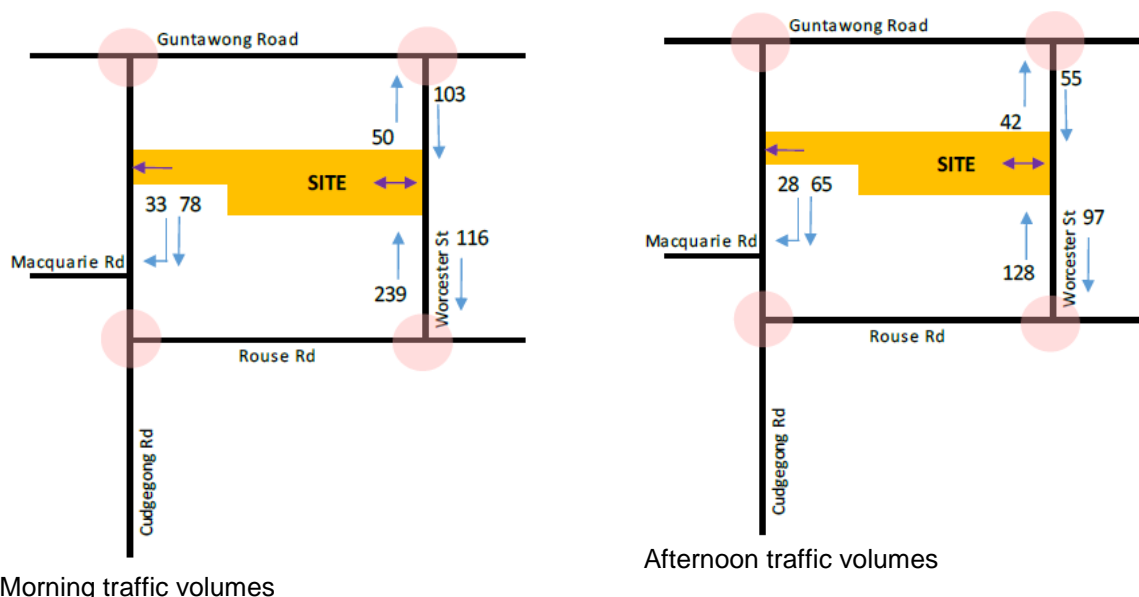 Guntawong Road
103
50
SITE
33 78
Macquarie Rd
Worcester St 116
239
Rouse Rd
Cudgegong Rd
Morning traffic volumes
Guntawong Road
55
42
SITE
28 65
Macquarie Rd
Worcester St 97
128
Rouse Rd
Cudgegong Rd
Afternoon traffic volumes